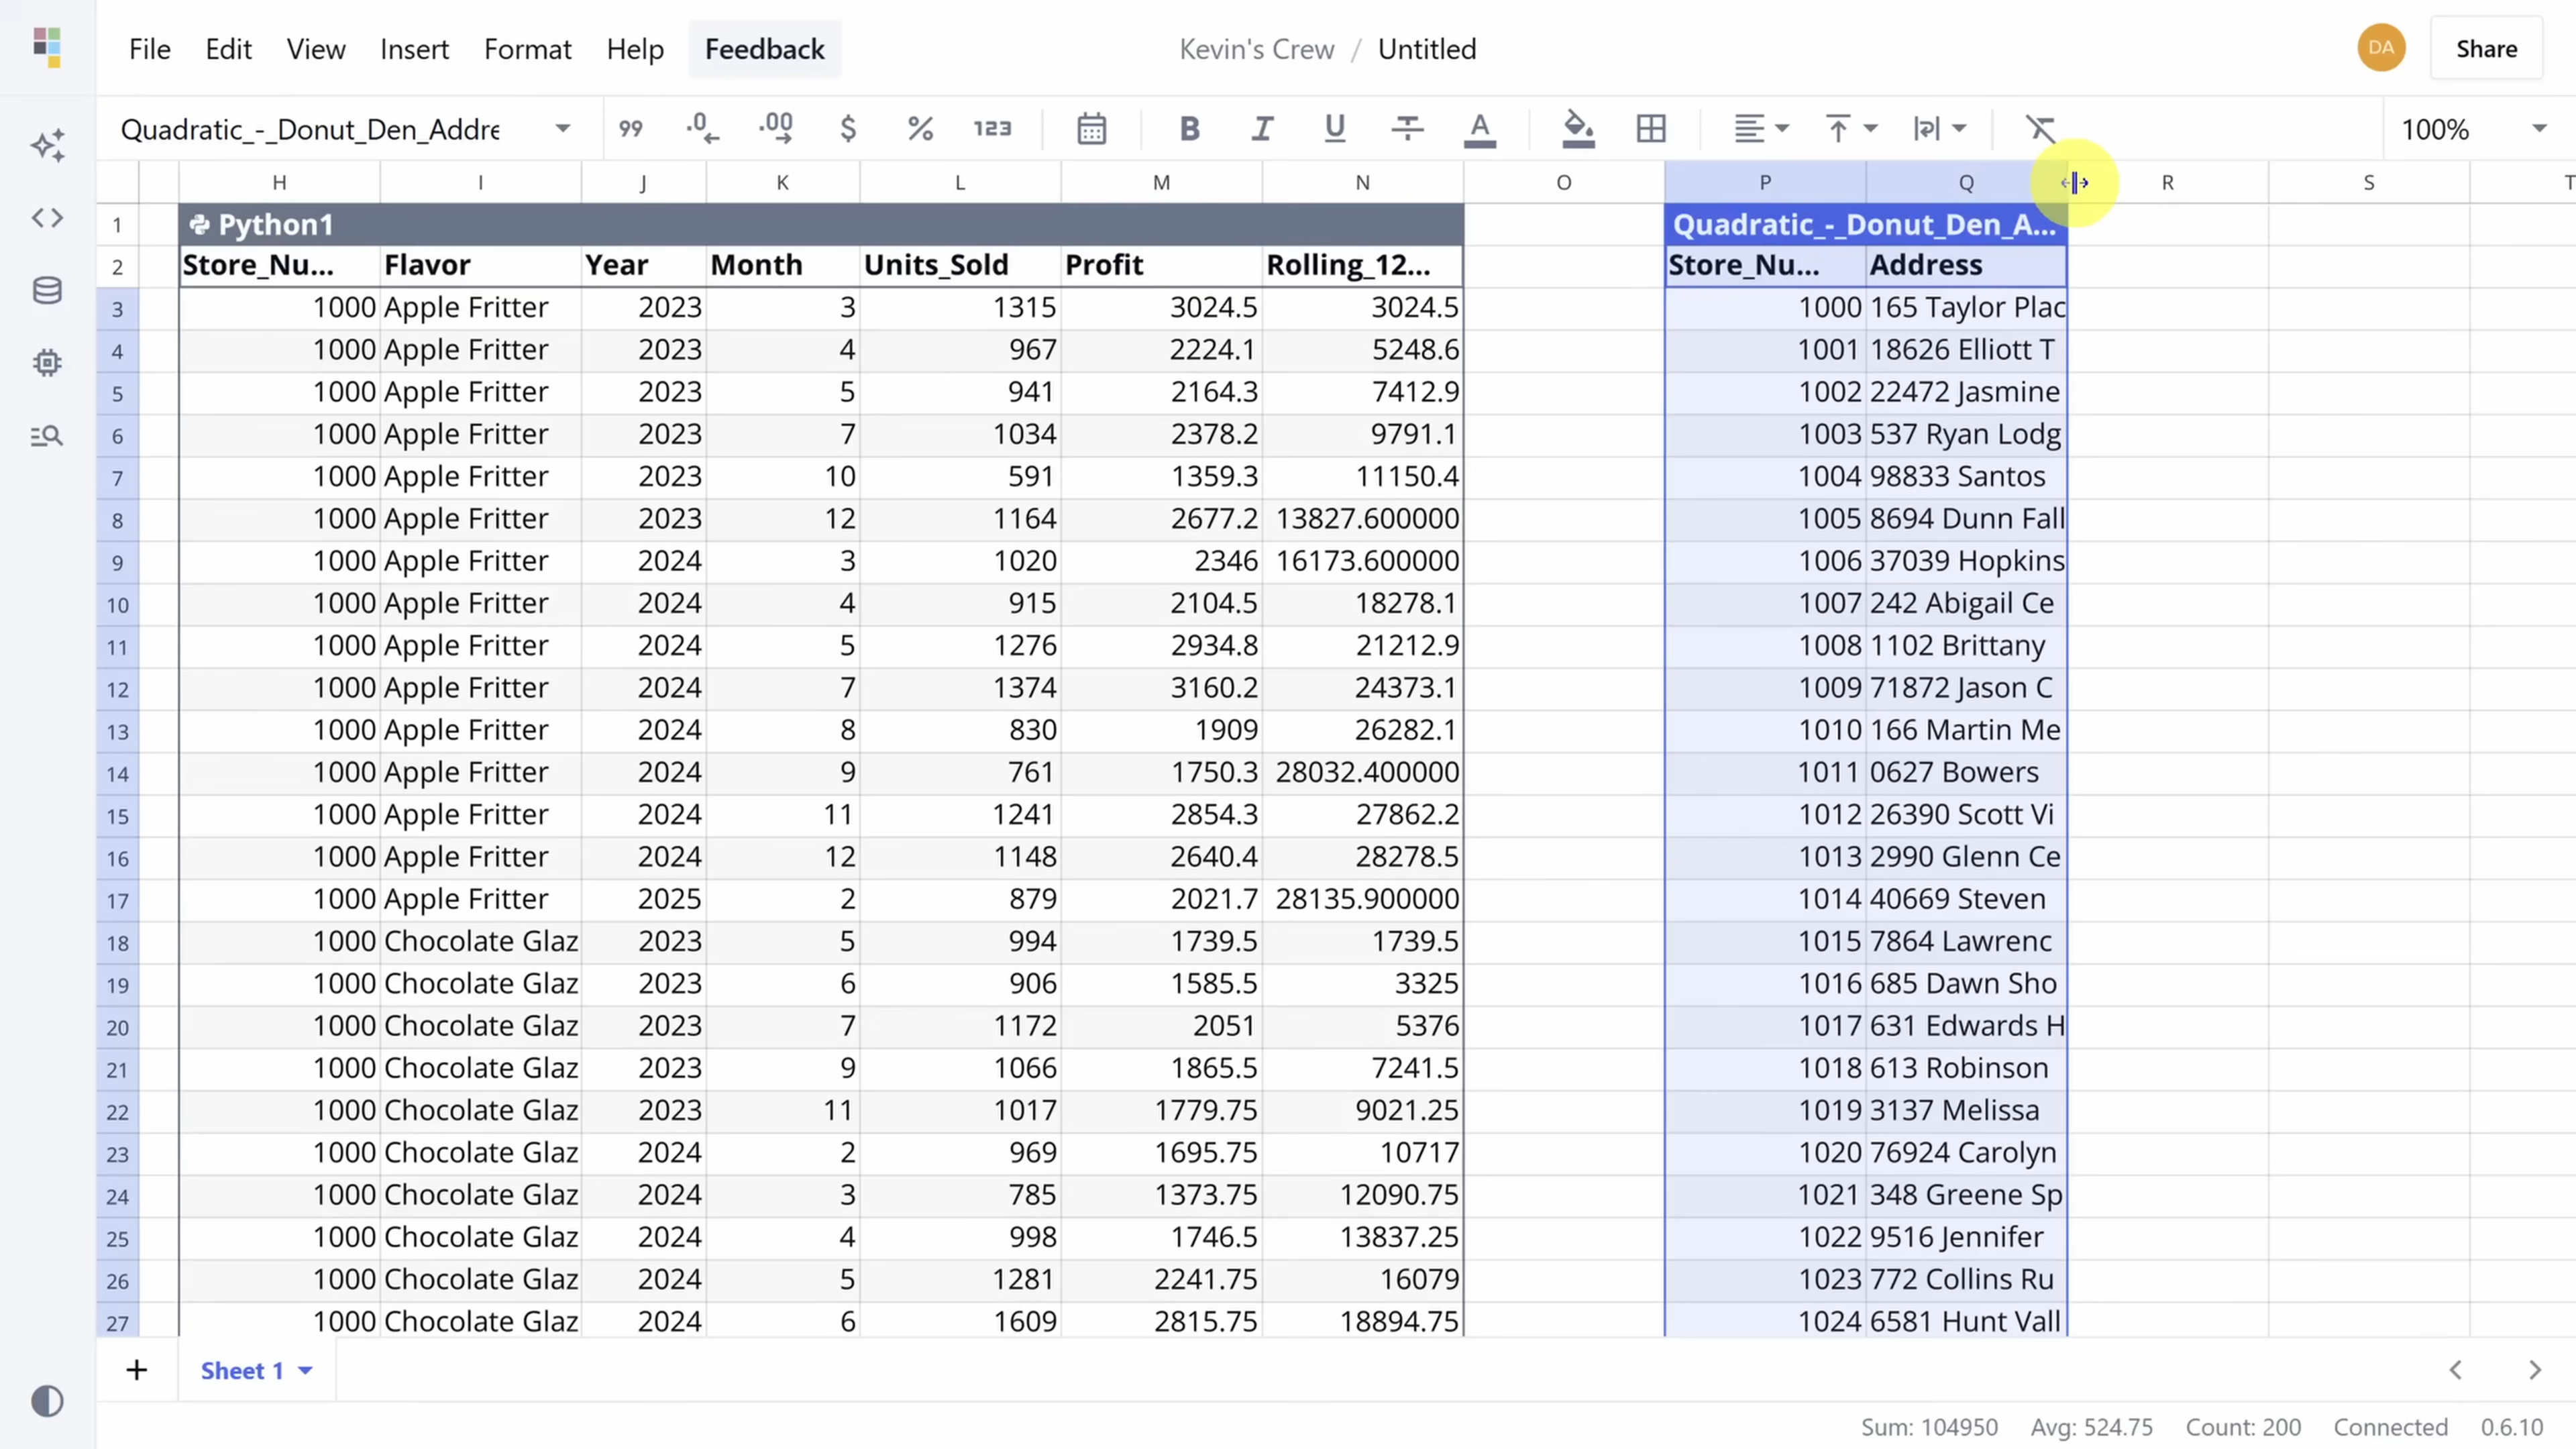 File Edit View Insert Format Help Feedback Kevin's Crew / Untitled DA Share
Quadratic_-_Donut_Den_Addre 99 .0 .00 $ % 123 B I U A 100%
H I J K L M N O P Q R S T
1 Python1 Quadratic_-_Donut_Den_A...
2 Store_Nu... Flavor Year Month Units_Sold Profit Rolling_12... Store_Nu... Address
3 1000 Apple Fritter 2023 3 1315 3024.5 3024.5 1000 165 Taylor Plac
4 1000 Apple Fritter 2023 4 967 2224.1 5248.6 1001 18626 Elliott T
5 1000 Apple Fritter 2023 5 941 2164.3 7412.9 1002 22472 Jasmine
6 1000 Apple Fritter 2023 7 1034 2378.2 9791.1 1003 537 Ryan Lodg
7 1000 Apple Fritter 2023 10 591 1359.3 11150.4 1004 98833 Santos
8 1000 Apple Fritter 2023 12 1164 2677.2 13827.600000 1005 8694 Dunn Fall
9 1000 Apple Fritter 2024 3 1020 2346 16173.600000 1006 37039 Hopkins
10 1000 Apple Fritter 2024 4 915 2104.5 18278.1 1007 242 Abigail Ce
11 1000 Apple Fritter 2024 5 1276 2934.8 21212.9 1008 1102 Brittany
12 1000 Apple Fritter 2024 7 1374 3160.2 24373.1 1009 71872 Jason C
13 1000 Apple Fritter 2024 8 830 1909 26282.1 1010 166 Martin Me
14 1000 Apple Fritter 2024 9 761 1750.3 28032.400000 1011 0627 Bowers
15 1000 Apple Fritter 2024 11 1241 2854.3 27862.2 1012 26390 Scott Vi
16 1000 Apple Fritter 2024 12 1148 2640.4 28278.5 1013 2990 Glenn Ce
17 1000 Apple Fritter 2025 2 879 2021.7 28135.900000 1014 40669 Steven
18 1000 Chocolate Glaz 2023 5 994 1739.5 1739.5 1015 7864 Lawrenc
19 1000 Chocolate Glaz 2023 6 906 1585.5 3325 1016 685 Dawn Sho
20 1000 Chocolate Glaz 2023 7 1172 2051 5376 1017 631 Edwards H
21 1000 Chocolate Glaz 2023 9 1066 1865.5 7241.5 1018 613 Robinson
22 1000 Chocolate Glaz 2023 11 1017 1779.75 9021.25 1019 3137 Melissa
23 1000 Chocolate Glaz 2024 2 969 1695.75 10717 1020 76924 Carolyn
24 1000 Chocolate Glaz 2024 3 785 1373.75 12090.75 1021 348 Greene Sp
25 1000 Chocolate Glaz 2024 4 998 1746.5 13837.25 1022 9516 Jennifer
26 1000 Chocolate Glaz 2024 5 1281 2241.75 16079 1023 772 Collins Ru
27 1000 Chocolate Glaz 2024 6 1609 2815.75 18894.75 1024 6581 Hunt Vall
+ Sheet 1
Sum: 104950 Avg: 524.75 Count: 200 Connected 0.6.10